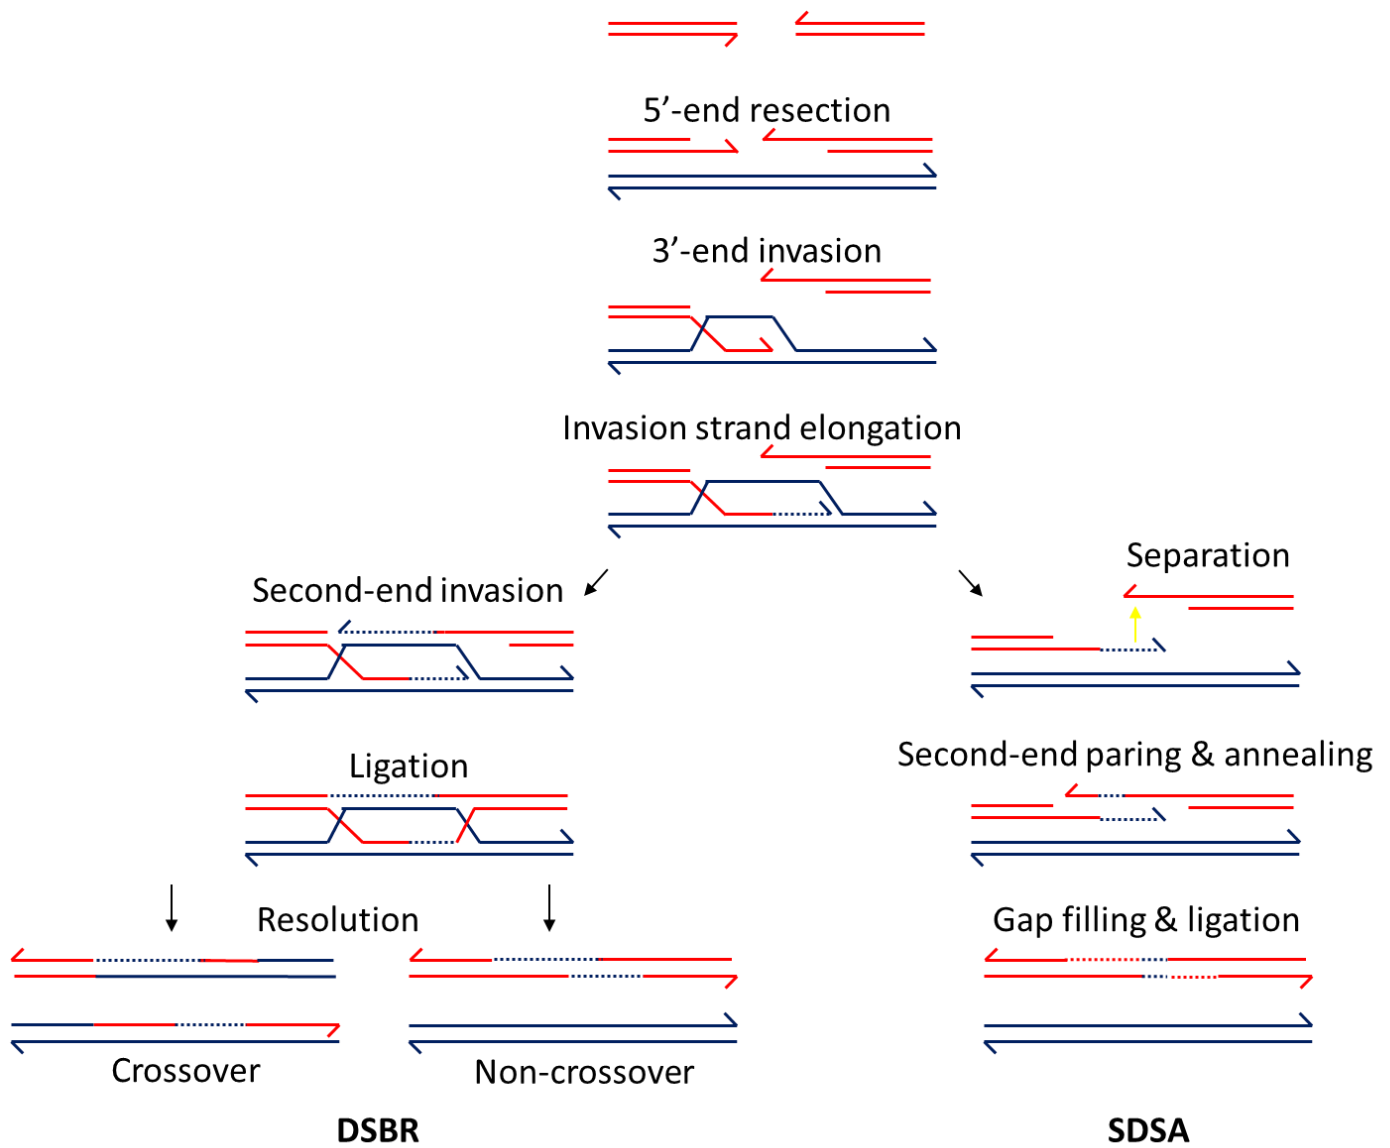 5’-end resection
3’-end invasion
Invasion strand elongation
Separation
Second-end invasion
Second-end paring & annealing
Ligation
Resolution
Gap filling & ligation
Crossover
Non-crossover
DSBR
SDSA